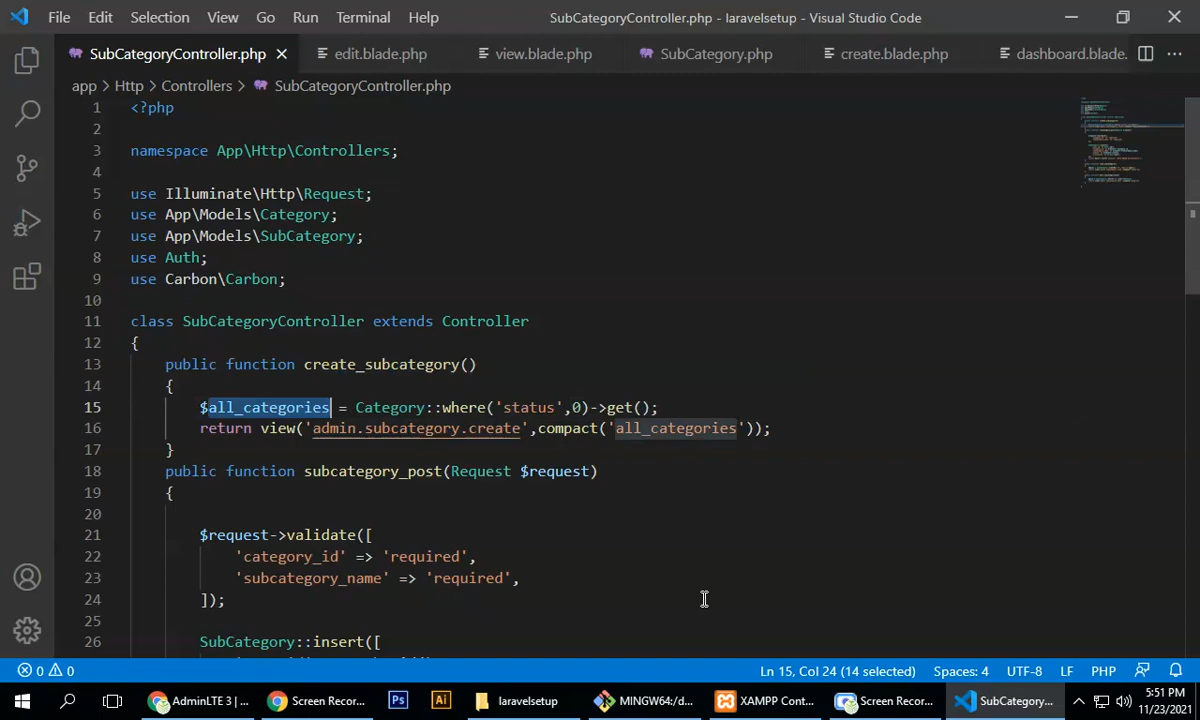 File Edit Selection View Go Run Terminal Help SubCategoryController.php - laravelsetup - Visual Studio Code
SubCategoryController.php edit.blade.php view.blade.php SubCategory.php create.blade.php dashboard.blade.
app > Http > Controllers > SubCategoryController.php
1 <?php
2
3 namespace App\Http\Controllers;
4
5 use Illuminate\Http\Request;
6 use App\Models\Category;
7 use App\Models\SubCategory;
8 use Auth;
9 use Carbon\Carbon;
10
11 class SubCategoryController extends Controller
12 {
13 public function create_subcategory()
14 {
15 $all_categories = Category::where('status',0)->get();
16 return view('admin.subcategory.create',compact('all_categories'));
17 }
18 public function subcategory_post(Request $request)
19 {
20
21 $request->validate([
22 'category_id' => 'required',
23 'subcategory_name' => 'required',
24 ]);
25
26 SubCategory::insert([
0 0 Ln 15, Col 24 (14 selected) Spaces: 4 UTF-8 LF PHP
AdminLTE 3 | ... Screen Recor... Ps Ai laravelsetup MINGW64:/d... XAMPP Cont... Screen Recor... SubCategory... 5:51 PM
11/23/2021